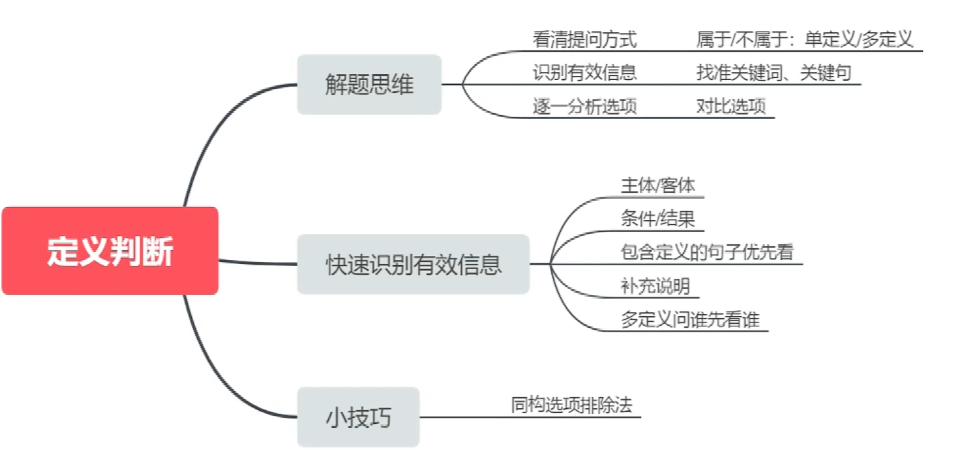 定义判断
解题思维
看清提问方式 属于/不属于：单定义/多定义
识别有效信息 找准关键词、关键句
逐一分析选项 对比选项
快速识别有效信息
主体/客体
条件/结果
包含定义的句子优先看
补充说明
多定义问谁先看谁
小技巧
同构选项排除法